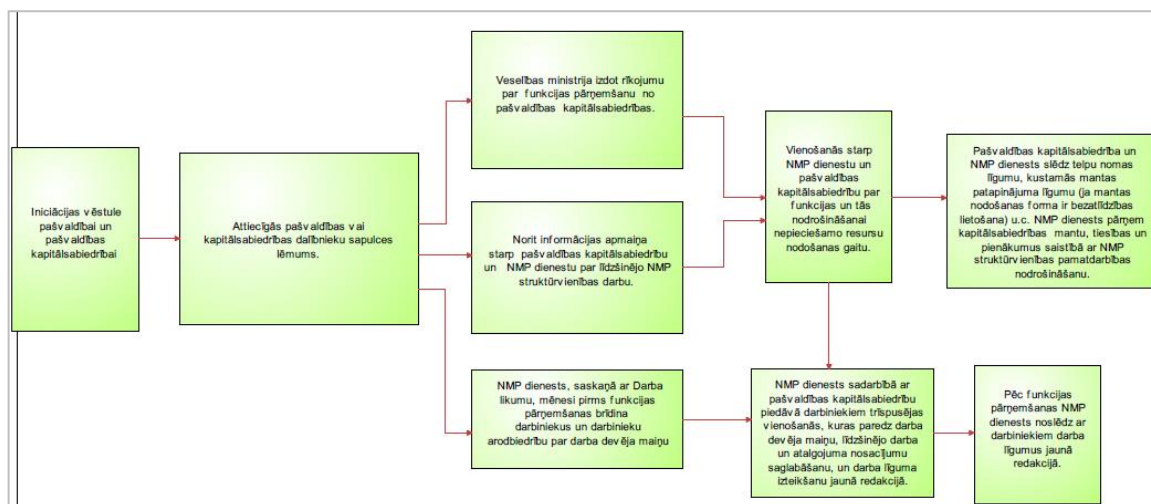 Iniciācijas vēstule
pašvaldībai un
pašvaldības
kapitālsabiedrībai
Attiecīgās pašvaldības vai
kapitālsabiedrības dalībnieku sapulces
lēmums.
Veselības ministrija izdot rīkojumu
par funkcijas pārņemšanu no
pašvaldības kapitālsabiedrības.
Norit informācijas apmaiņa
starp pašvaldības kapitālsabiedrību
un NMP dienestu par līdzšinējo NMP
struktūrvienības darbu.
NMP dienests, saskaņā ar Darba
likumu, mēnesi pirms funkcijas
pārņemšanas brīdina
darbiniekus un darbinieku
arodbiedrību par darba devēja maiņu
Vienošanās starp
NMP dienestu un
pašvaldības
kapitālsabiedrību par
funkcijas un tās
nodrošināšanai
nepieciešamo resursu
nodošanas gaitu.
Pašvaldības kapitālsabiedrība un
NMP dienests slēdz telpu nomas
līgumu, kustamās mantas
patapinājuma līgumu (ja mantas
nodošanas forma ir bezatlīdzības
lietošana) u.c. NMP dienests pārņem
kapitālsabiedrības mantu, tiesības un
pienākumus saistībā ar NMP
struktūrvienības pamatdarbības
nodrošināšanu.
NMP dienests sadarbībā ar
pašvaldības kapitālsabiedrību
piedāvā darbiniekiem trīspusējas
vienošanās, kuras paredz darba
devēja maiņu, līdzšinējo darba
un atalgojuma nosacījumu
saglabāšanu, un darba līguma
izteikšanu jaunā redakcijā.
Pēc funkcijas
pārņemšanas NMP
dienests noslēdz ar
darbiniekiem darba
līgumus jaunā
redakcijā.